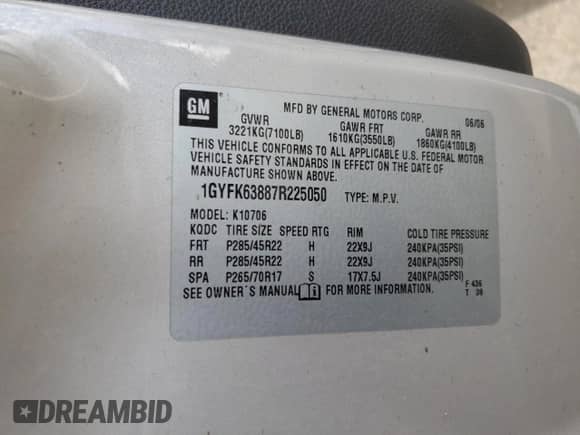 GM
MFD BY GENERAL MOTORS CORP. 06/06
GVWR GAWR FRT GAWR RR
3221KG(7100LB) 1610KG(3550LB) 1860KG(4100LB)
THIS VEHICLE CONFORMS TO ALL APPLICABLE U.S. FEDERAL MOTOR
VEHICLE SAFETY STANDARDS IN EFFECT ON THE DATE OF
MANUFACTURE SHOWN ABOVE.
1GYFK63887R225050 TYPE: M.P.V.
MODEL: K10706
KQDC TIRE SIZE SPEED RTG RIM COLD TIRE PRESSURE
FRT P285/45R22 H 22X9J 240KPA(35PSI)
RR P285/45R22 H 22X9J 240KPA(35PSI)
SPA P265/70R17 S 17X7.5J 240KPA(35PSI)
SEE OWNER'S MANUAL FOR MORE INFORMATION. F 436
T 38
DREAMBID